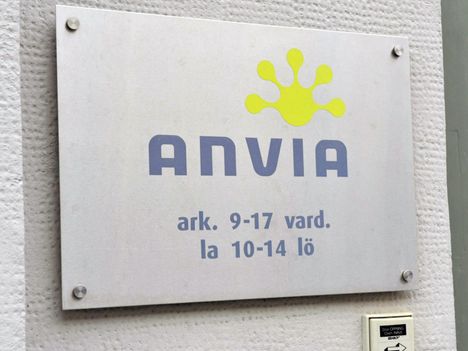 ANVIA
ark. 9-17 vard.
la 10-14 lö